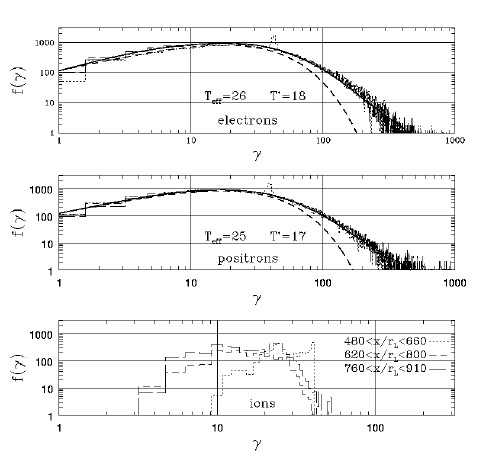 f(γ)
1000
100
10
1
T_eff=26 T'=18
electrons
1 10 100 1000
γ
f(γ)
1000
100
10
1
T_eff=25 T'=17
positrons
1 10 100 1000
γ
f(γ)
1000
100
10
1
480<x/r_L<660
620<x/r_L<800
760<x/r_L<910
ions
1 10 100
γ